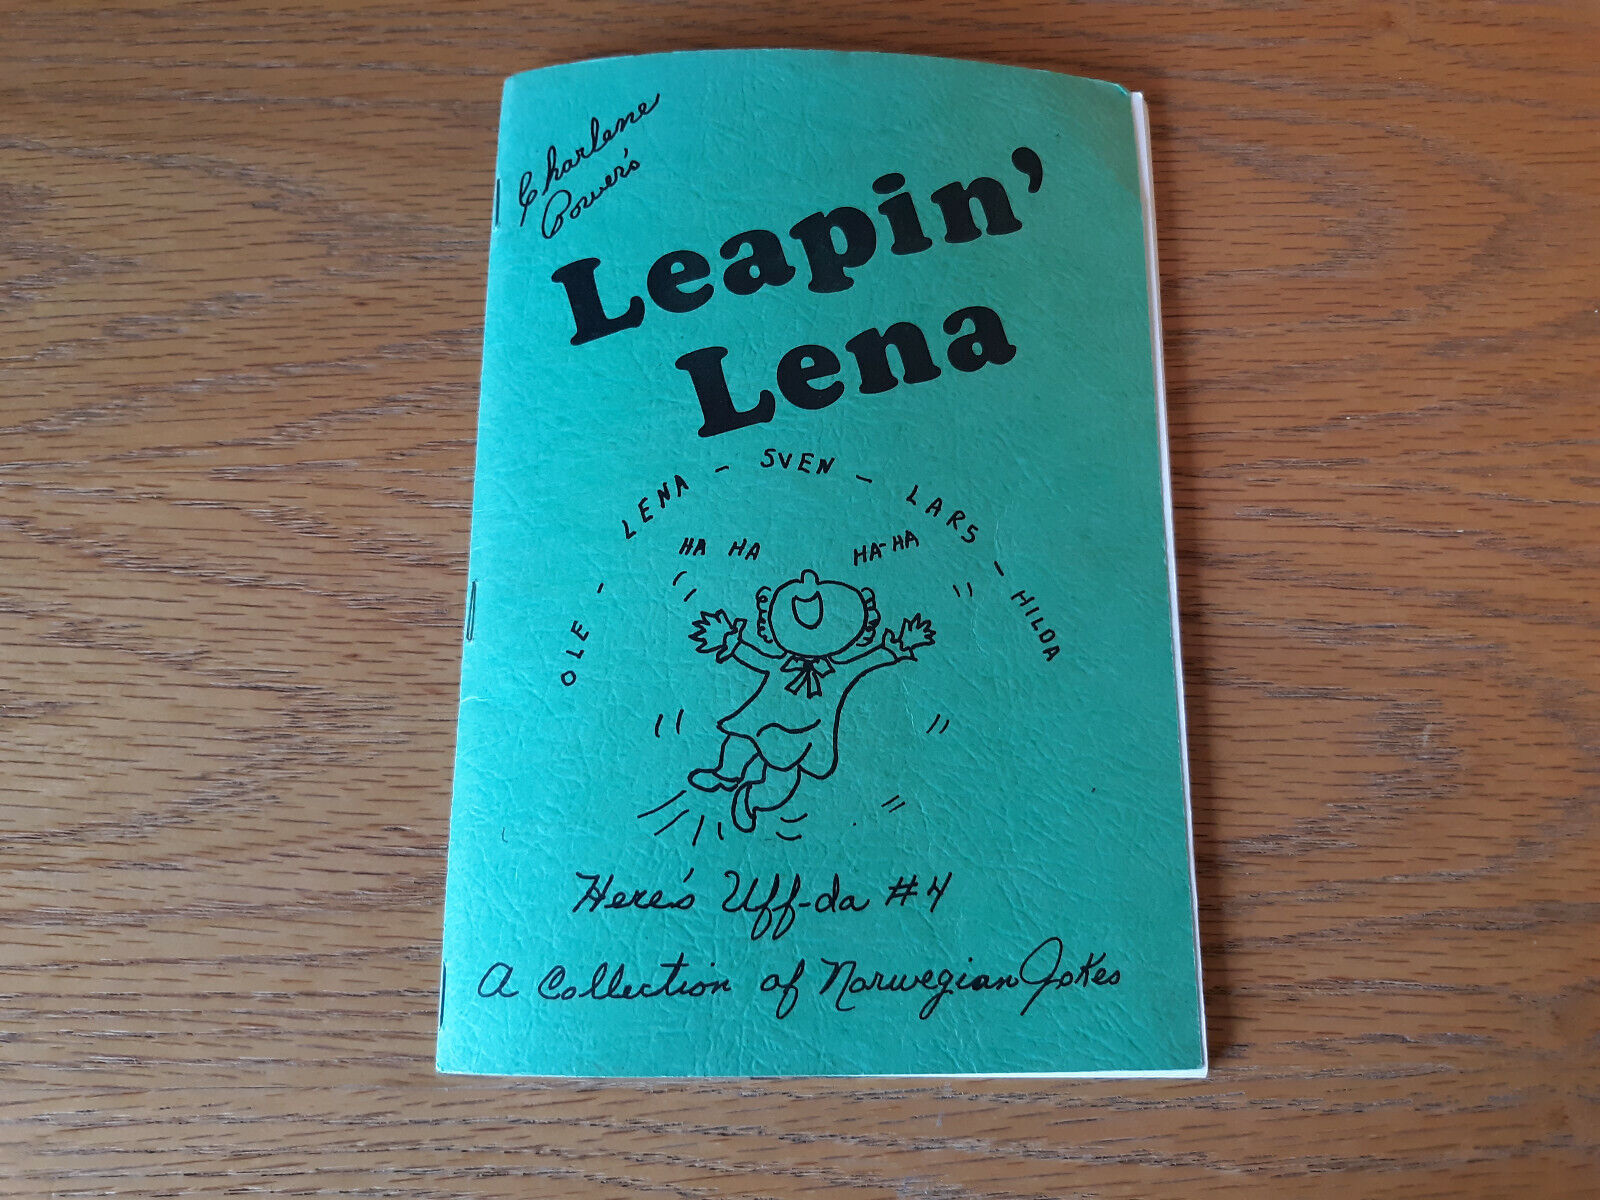 Charlene
Power's
Leapin'
Lena
OLE - LENA - SVEN - LARS - HILDA
HA HA HA-HA
Here's Uff-da #4
A Collection of Norwegian Jokes